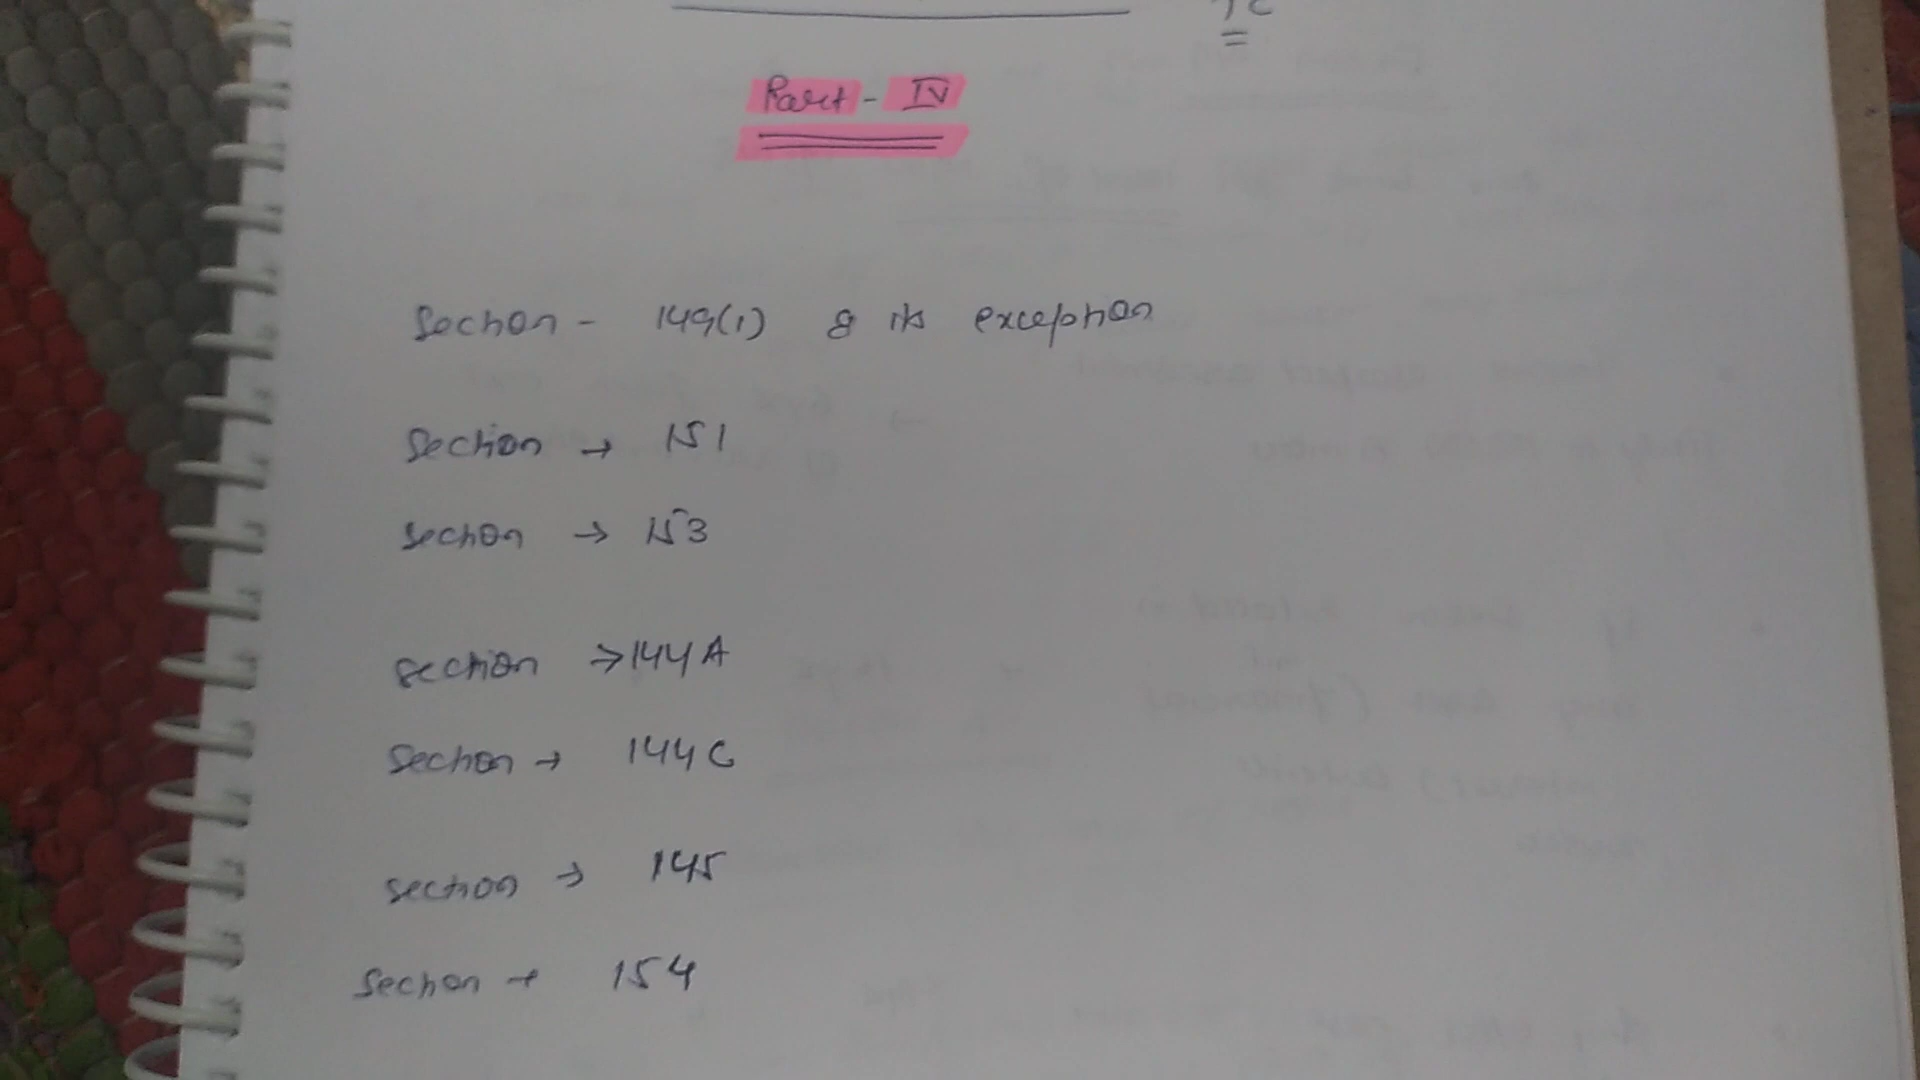 Part - IV
Section - 149(1) & its exception
Section → 151
Section → 153
Section → 144A
Section → 144C
Section → 145
Section → 154